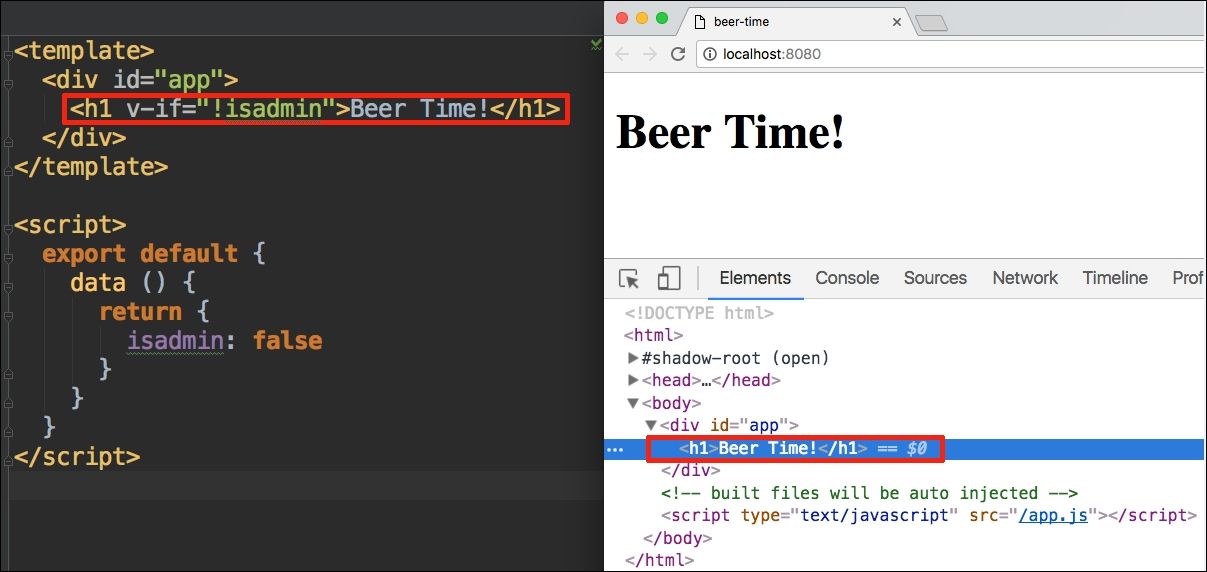 <template>
<div id="app">
<h1 v-if="!isadmin">Beer Time!</h1>
</div>
</template>
<script>
export default {
data () {
return {
isadmin: false
}
}
}
</script>
beer-time
localhost:8080
Beer Time!
Elements Console Sources Network Timeline Prof
<!DOCTYPE html>
<html>
#shadow-root (open)
<head>…</head>
<body>
<div id="app">
<h1>Beer Time!</h1> == $0
</div>
<!-- built files will be auto injected -->
<script type="text/javascript" src="/app.js"></script>
</body>
</html>